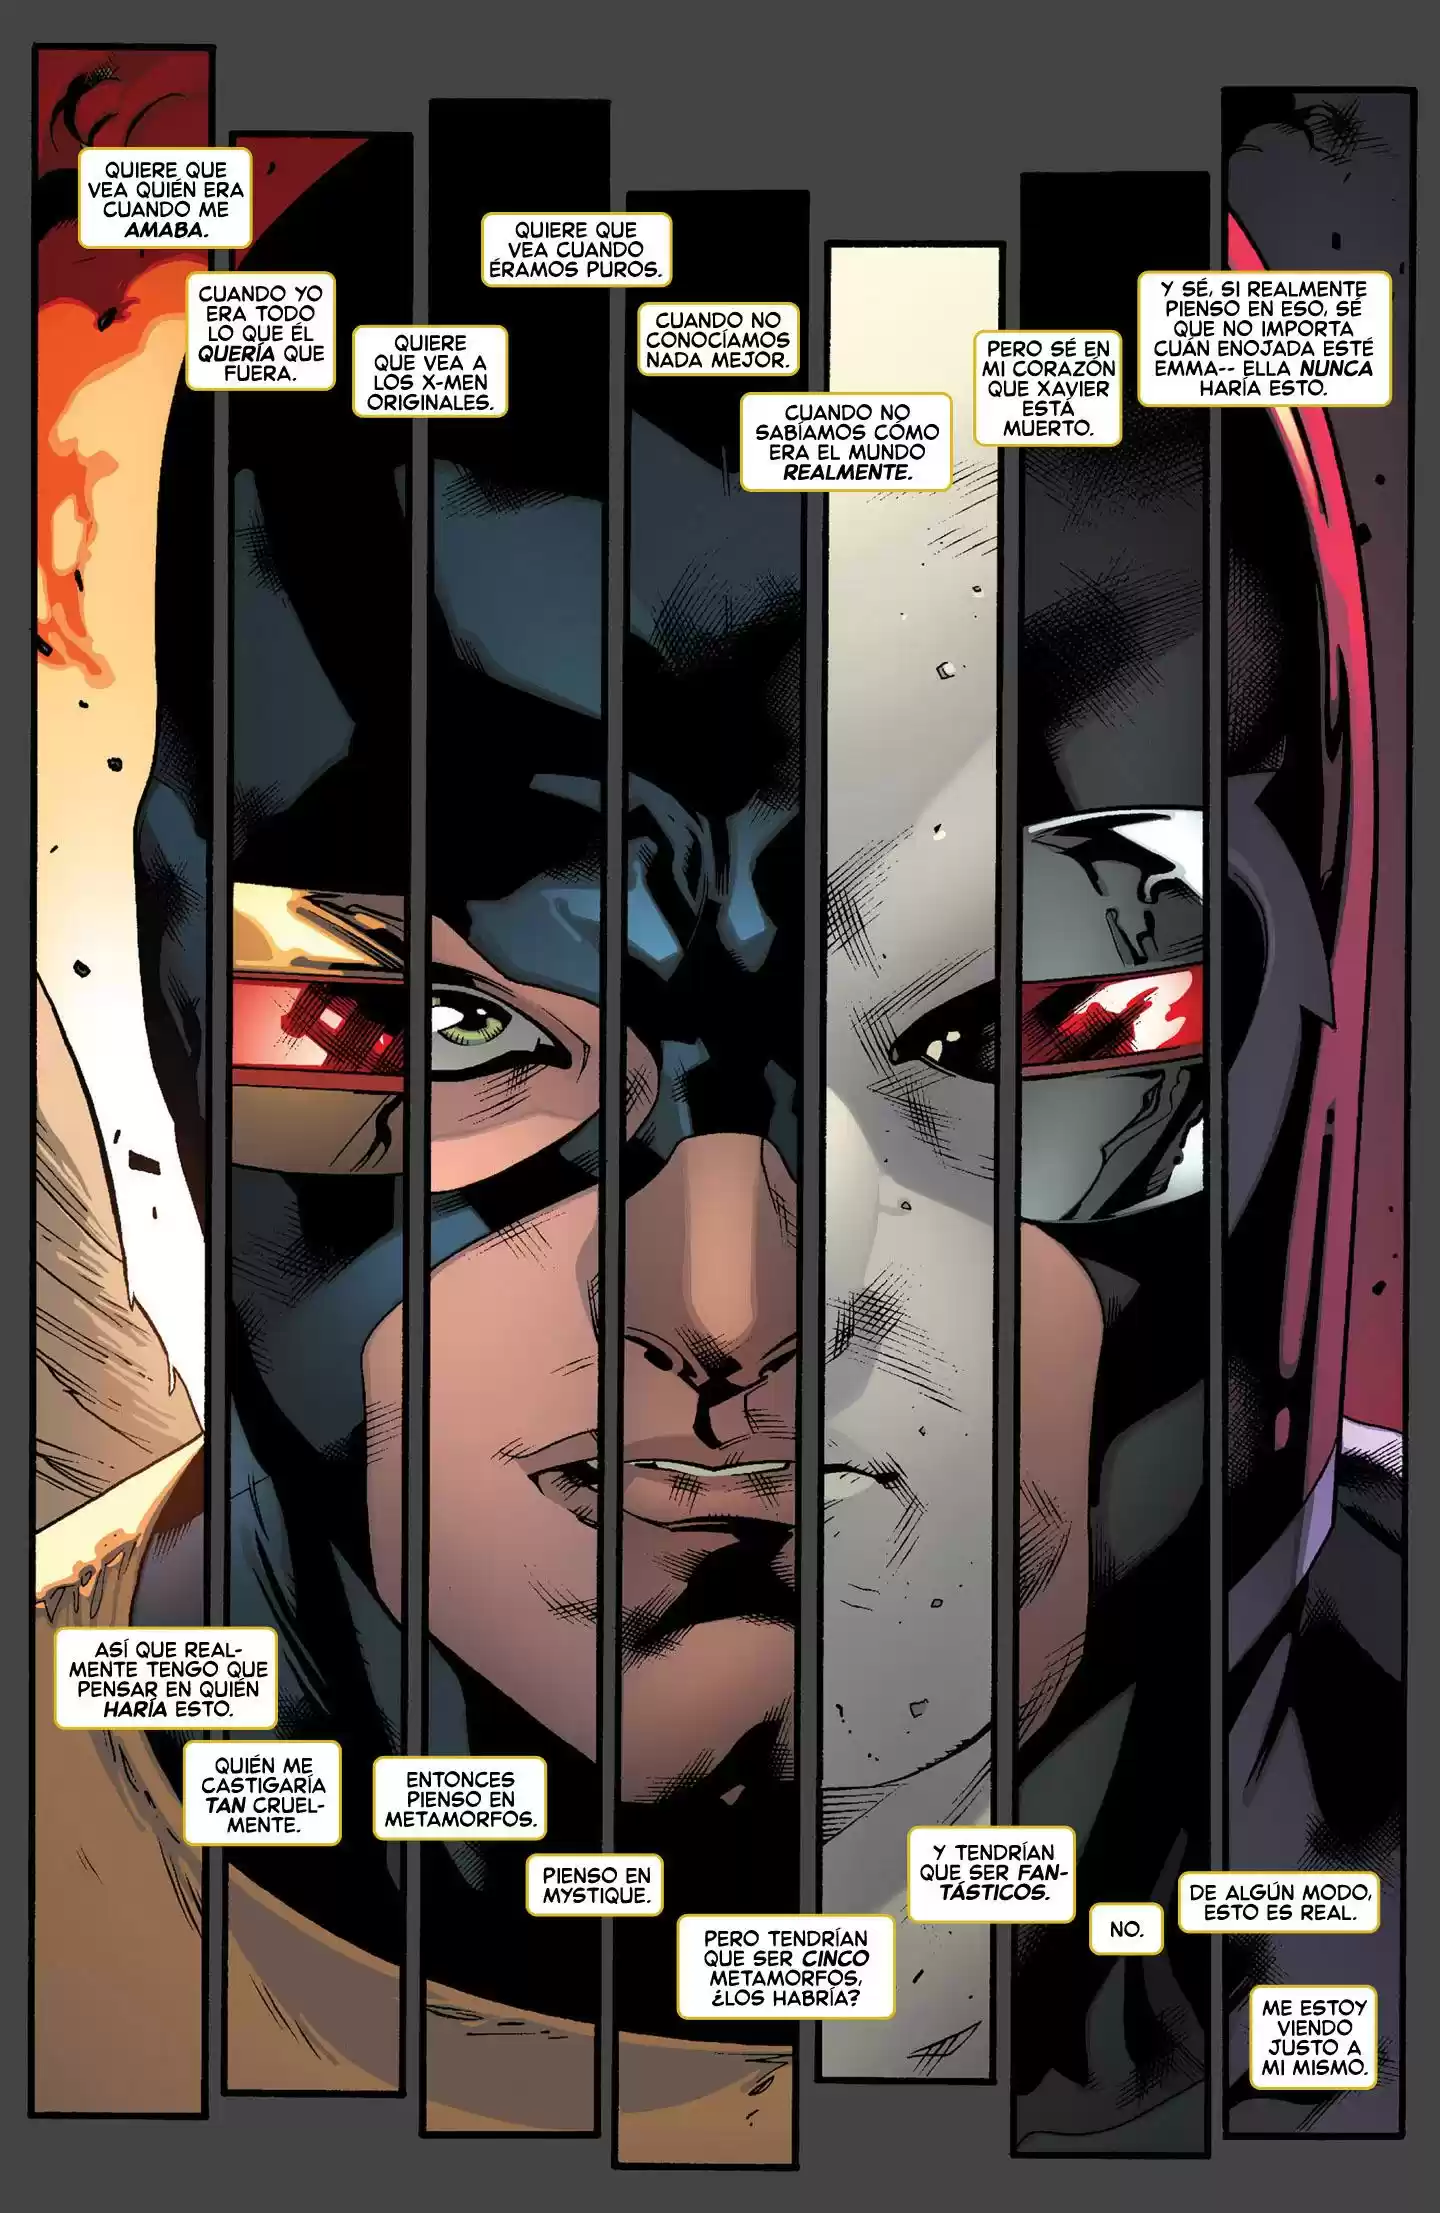 QUIERE QUE
VEA QUIÉN ERA
CUANDO ME
AMABA.
CUANDO YO
ERA TODO
LO QUE ÉL
QUERÍA QUE
FUERA.
QUIERE
QUE VEA A
LOS X-MEN
ORIGINALES.
QUIERE QUE
VEA CUANDO
ÉRAMOS PUROS.
CUANDO NO
CONOCÍAMOS
NADA MEJOR.
CUANDO NO
SABÍAMOS CÓMO
ERA EL MUNDO
REALMENTE.
PERO SÉ EN
MI CORAZÓN
QUE XAVIER
ESTÁ
MUERTO.
Y SÉ, SI REALMENTE
PIENSO EN ESO, SÉ
QUE NO IMPORTA
CUÁN ENOJADA ESTÉ
EMMA-- ELLA NUNCA
HARÍA ESTO.
ASÍ QUE REAL-
MENTE TENGO QUE
PENSAR EN QUIÉN
HARÍA ESTO.
QUIÉN ME
CASTIGARÍA
TAN CRUEL-
MENTE.
ENTONCES
PIENSO EN
METAMORFOS.
PIENSO EN
MYSTIQUE.
PERO TENDRÍAN
QUE SER CINCO
METAMORFOS,
¿LOS HABRÍA?
Y TENDRÍAN
QUE SER FAN-
TÁSTICOS.
NO.
DE ALGÚN MODO,
ESTO ES REAL.
ME ESTOY
VIENDO
JUSTO A
MI MISMO.